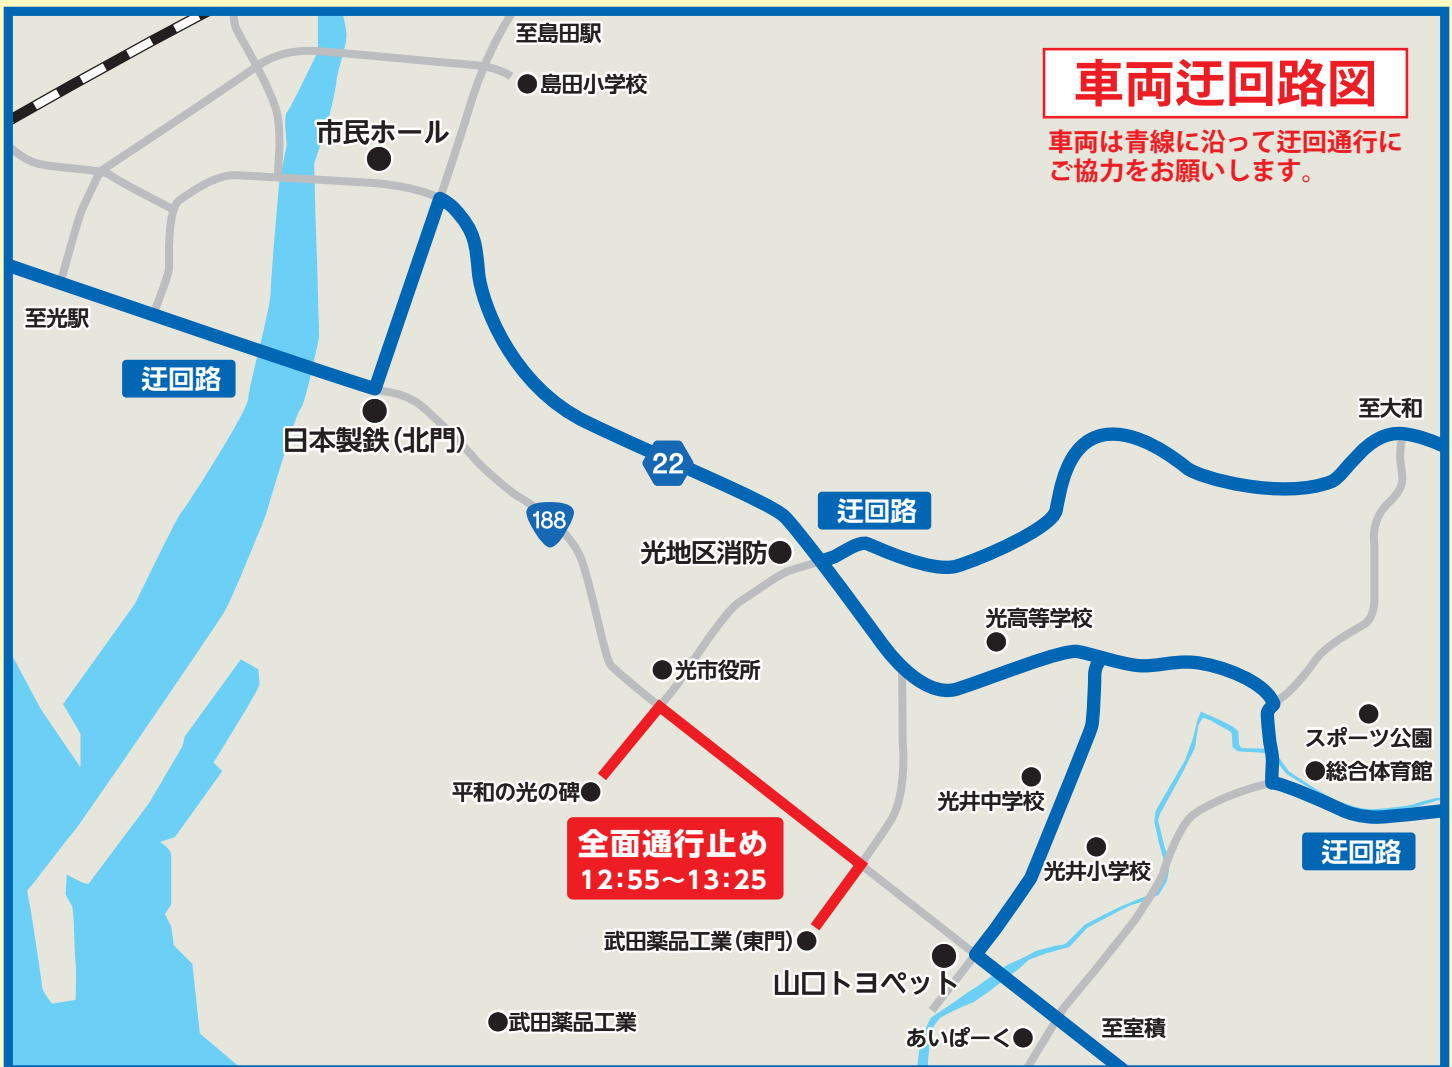 至島田駅
島田小学校
車両迂回路図
車両は青線に沿って迂回通行に
ご協力をお願いします。
市民ホール
至光駅
迂回路
日本製鉄(北門)
至大和
22
188
迂回路
光地区消防
光高等学校
光市役所
スポーツ公園
総合体育館
平和の光の碑
光井中学校
全面通行止め
12:55〜13:25
迂回路
光井小学校
武田薬品工業(東門)
山口トヨペット
武田薬品工業
あいぱーく
至室積